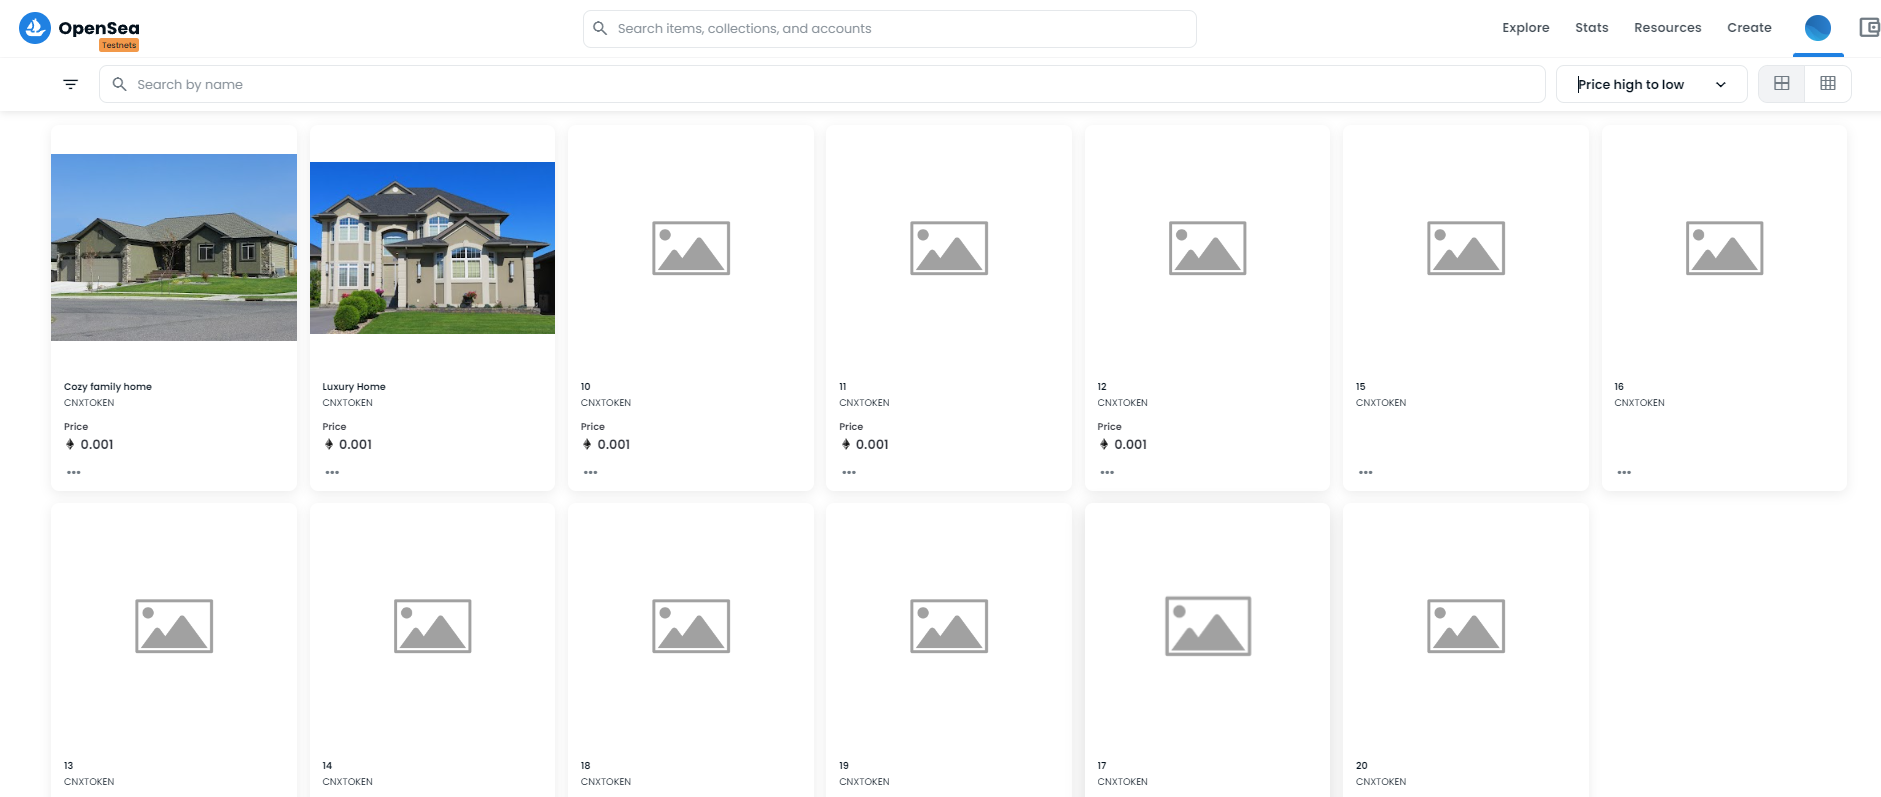 OpenSea
Testnets
Search items, collections, and accounts
Explore
Stats
Resources
Create
Search by name
Price high to low
Cozy family home
CNXTOKEN
Price
0.001
Luxury Home
CNXTOKEN
Price
0.001
10
CNXTOKEN
Price
0.001
11
CNXTOKEN
Price
0.001
12
CNXTOKEN
Price
0.001
15
CNXTOKEN
16
CNXTOKEN
13
CNXTOKEN
14
CNXTOKEN
18
CNXTOKEN
19
CNXTOKEN
17
CNXTOKEN
20
CNXTOKEN